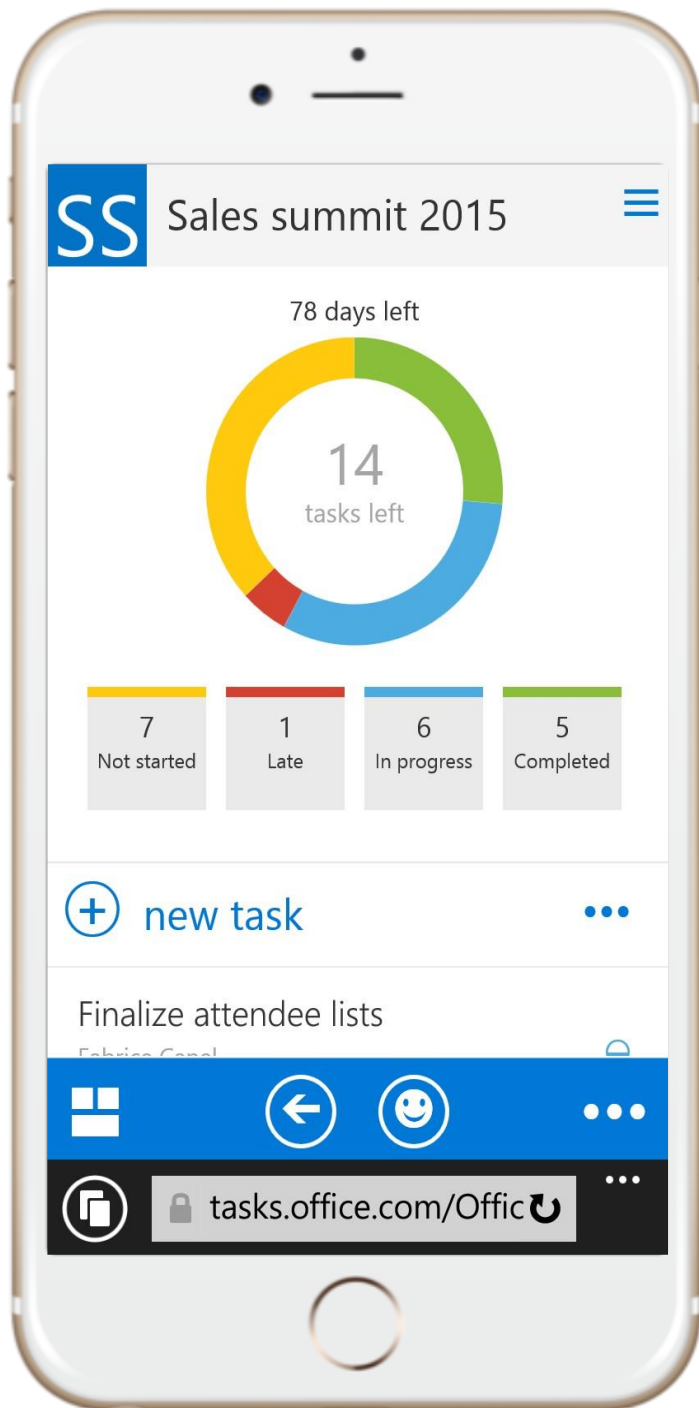 SS
Sales summit 2015
78 days left
14
tasks left
7
Not started
1
Late
6
In progress
5
Completed
new task
Finalize attendee lists
tasks.office.com/Offic